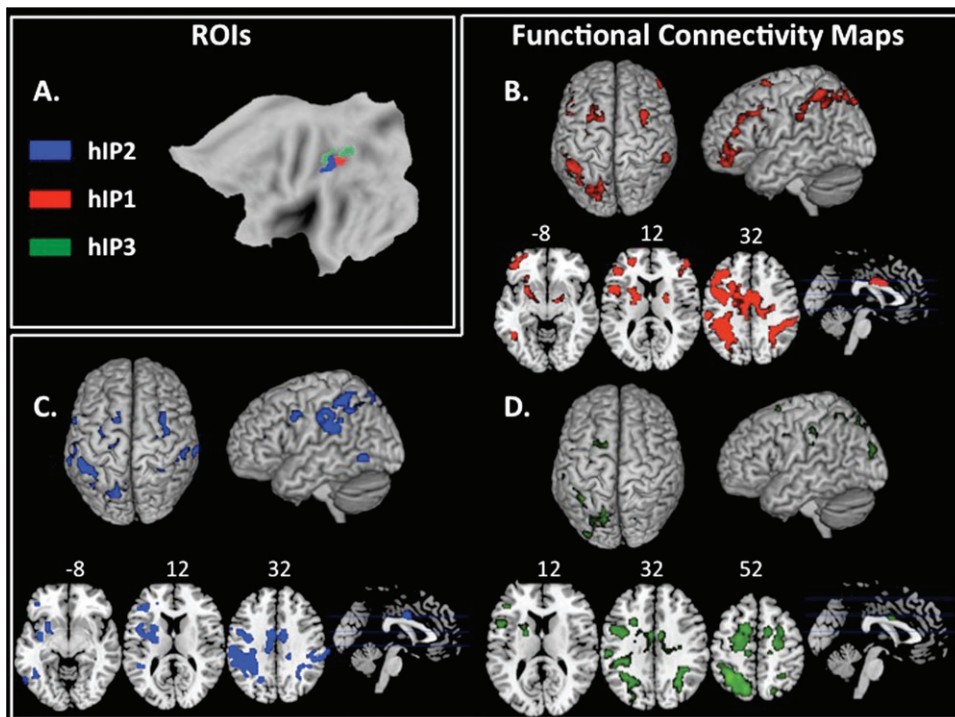 ROIs
A.
hIP2
hIP1
hIP3
Functional Connectivity Maps
B.
-8 12 32
C.
-8 12 32
D.
12 32 52